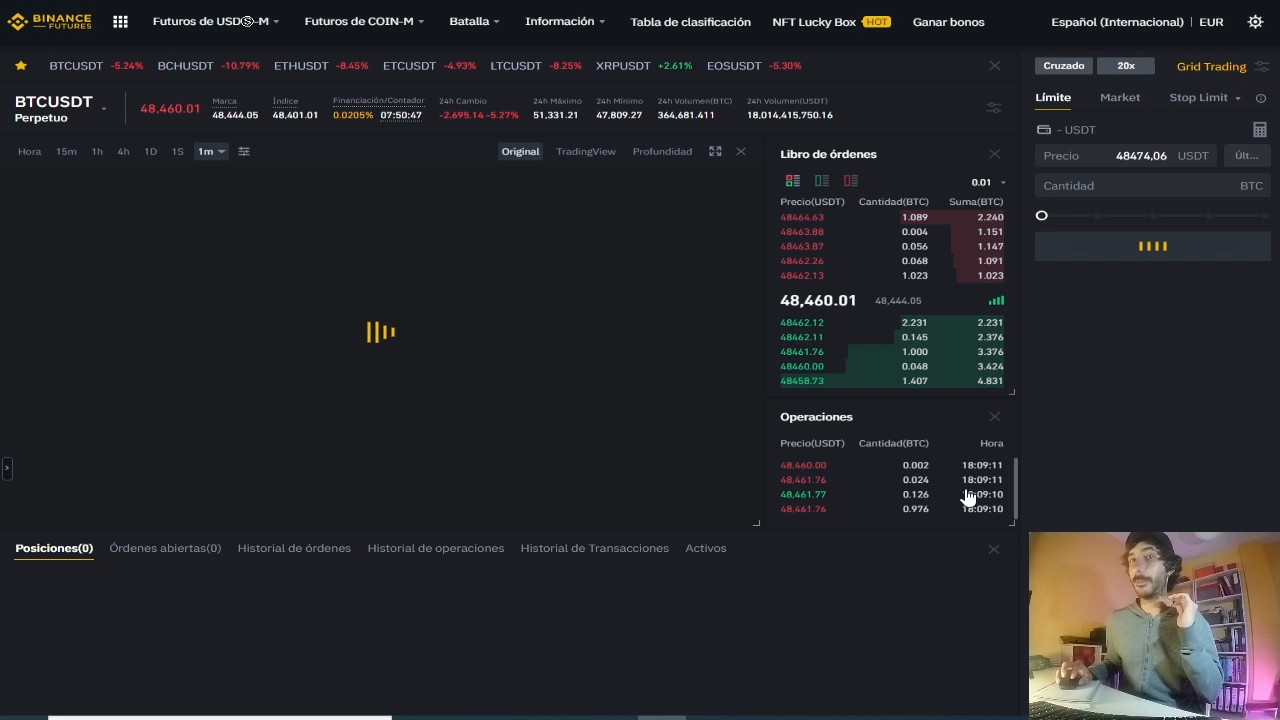 BINANCE FUTURES Futuros de USDⓈ-M Futuros de COIN-M Batalla Información Tabla de clasificación NFT Lucky Box HOT Ganar bonos Español (Internacional) EUR
BTCUSDT -5.24% BCHUSDT -10.79% ETHUSDT -8.45% ETCUSDT -4.93% LTCUSDT -8.25% XRPUSDT +2.61% EOSUSDT -5.30%
Cruzado 20x Grid Trading
BTCUSDT
Perpetuo
48,460.01
Marca
48,444.05
Índice
48,401.01
Financiación/Contador
0.0205% 07:50:47
24h Cambio
-2,695.14 -5.27%
24h Máximo
51,331.21
24h Mínimo
47,809.27
24h Volumen(BTC)
364,681.411
24h Volumen(USDT)
18,014,415,750.16
Límite Market Stop Limit
- USDT
Precio 48474,06 USDT Últ...
Cantidad BTC
Hora 15m 1h 4h 1D 1S 1m Original TradingView Profundidad
Libro de órdenes
0.01
Precio(USDT) Cantidad(BTC) Suma(BTC)
48464.63 1.089 2.240
48463.88 0.004 1.151
48463.87 0.056 1.147
48462.26 0.068 1.091
48462.13 1.023 1.023
48,460.01 48,444.05
48462.12 2.231 2.231
48462.11 0.145 2.376
48461.76 1.000 3.376
48460.00 0.048 3.424
48458.73 1.407 4.831
Operaciones
Precio(USDT) Cantidad(BTC) Hora
48,460.00 0.002 18:09:11
48,461.76 0.024 18:09:11
48,461.77 0.126 :09:10
48,461.76 0.976 18:09:10
Posiciones(0) Órdenes abiertas(0) Historial de órdenes Historial de operaciones Historial de Transacciones Activos